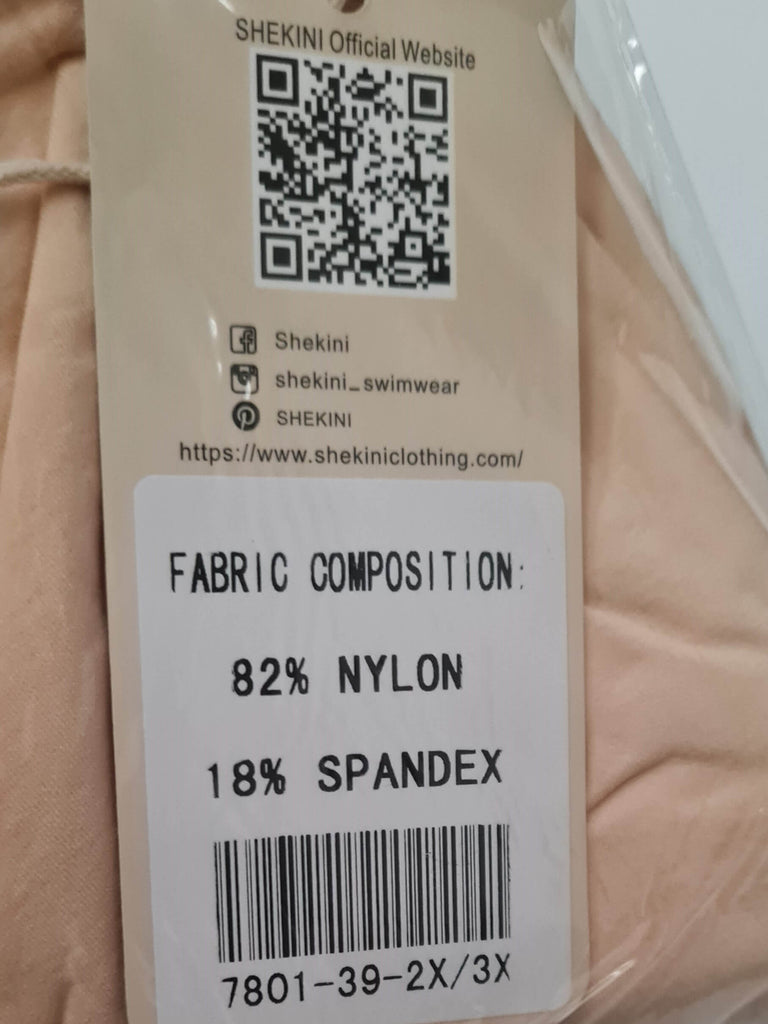 SHEKINI Official Website
Shekini
shekini_swimwear
SHEKINI
https://www.shekiniclothing.com/
FABRIC COMPOSITION:
82% NYLON
18% SPANDEX
7801-39-2X/3X